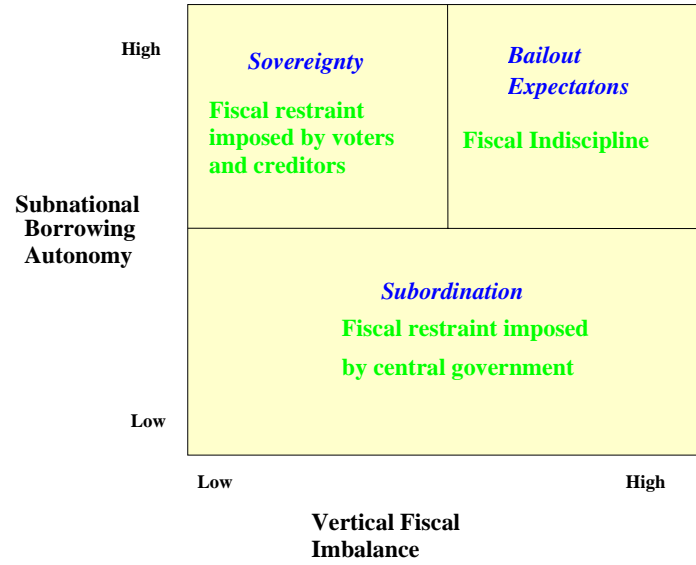 High
Sovereignty
Fiscal restraint
imposed by voters
and creditors
Bailout
Expectatons
Fiscal Indiscipline
Subnational
Borrowing
Autonomy
Subordination
Fiscal restraint imposed
by central government
Low
Low
High
Vertical Fiscal
Imbalance